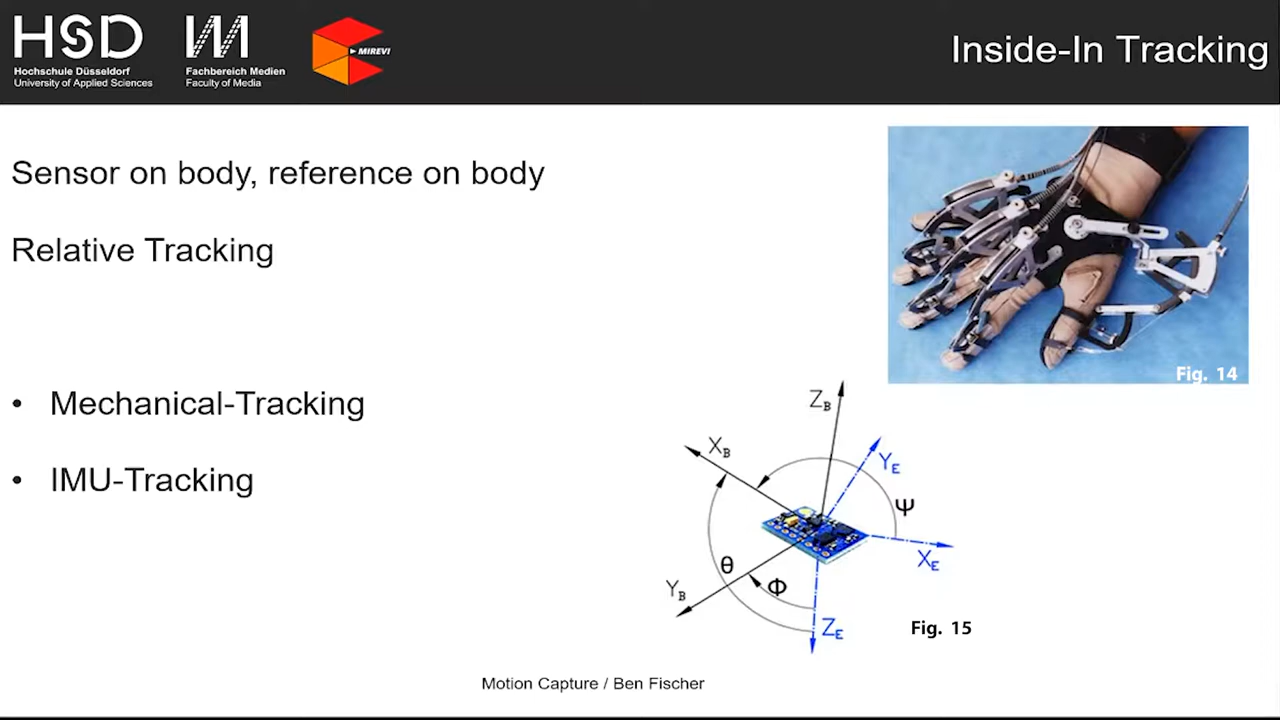 HSD
Hochschule Düsseldorf
University of Applied Sciences
Fachbereich Medien
Faculty of Media
MIREVI
Inside-In Tracking
Sensor on body, reference on body
Relative Tracking
• Mechanical-Tracking
• IMU-Tracking
Fig. 14
Z_B
X_B
Y_E
Ψ
X_E
θ
Φ
Y_B
Z_E
Fig. 15
Motion Capture / Ben Fischer